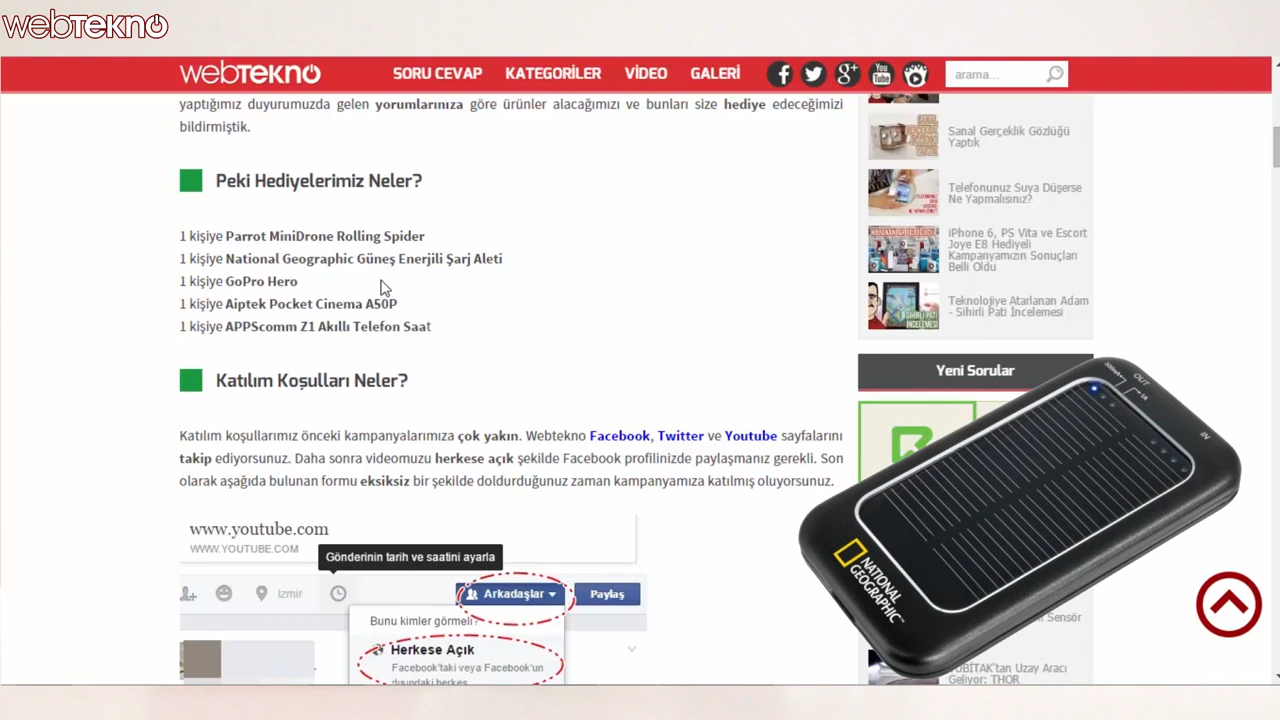 webtekno
webtekno
SORU CEVAP KATEGORİLER VİDEO GALERİ
You Tube
arama...
yaptığımız duyurumuzda gelen yorumlarınıza göre ürünler alacağımızı ve bunları size hediye edeceğimizi
bildirmiştik.
Peki Hediyelerimiz Neler?
1 kişiye Parrot MiniDrone Rolling Spider
1 kişiye National Geographic Güneş Enerjili Şarj Aleti
1 kişiye GoPro Hero
1 kişiye Aiptek Pocket Cinema A50P
1 kişiye APPScomm Z1 Akıllı Telefon Saat
Katılım Koşulları Neler?
Katılım koşullarımız önceki kampanyalarımıza çok yakın. Webtekno Facebook, Twitter ve Youtube sayfalarını
takip ediyorsunuz. Daha sonra videomuzu herkese açık şekilde Facebook profilinizde paylaşmanız gerekli. Son
olarak aşağıda bulunan formu eksiksiz bir şekilde doldurduğunuz zaman kampanyamıza katılmış oluyorsunuz.
www.youtube.com
WWW.YOUTUBE.COM
Gönderinin tarih ve saatini ayarla
Izmir
Arkadaşlar
Paylaş
Bunu kimler görmeli?
Herkese Açık
Facebook'taki veya Facebook'un
dışındaki herkes
Sanal Gerçeklik Gözlüğü
Yaptık
Telefonunuz Suya Düşerse
Ne Yapmalısınız?
iPhone 6, PS Vita ve Escort
Joye E8 Hediyeli
Kampanyamızın Sonuçları
Belli Oldu
Teknolojiye Atarlanan Adam
- Sihirli Pati İncelemesi
Yeni Sorular
OUT
500mA
1A
IN
NATIONAL
GEOGRAPHIC
Sensör
TÜBİTAK'tan Uzay Aracı
Geliyor: THOR